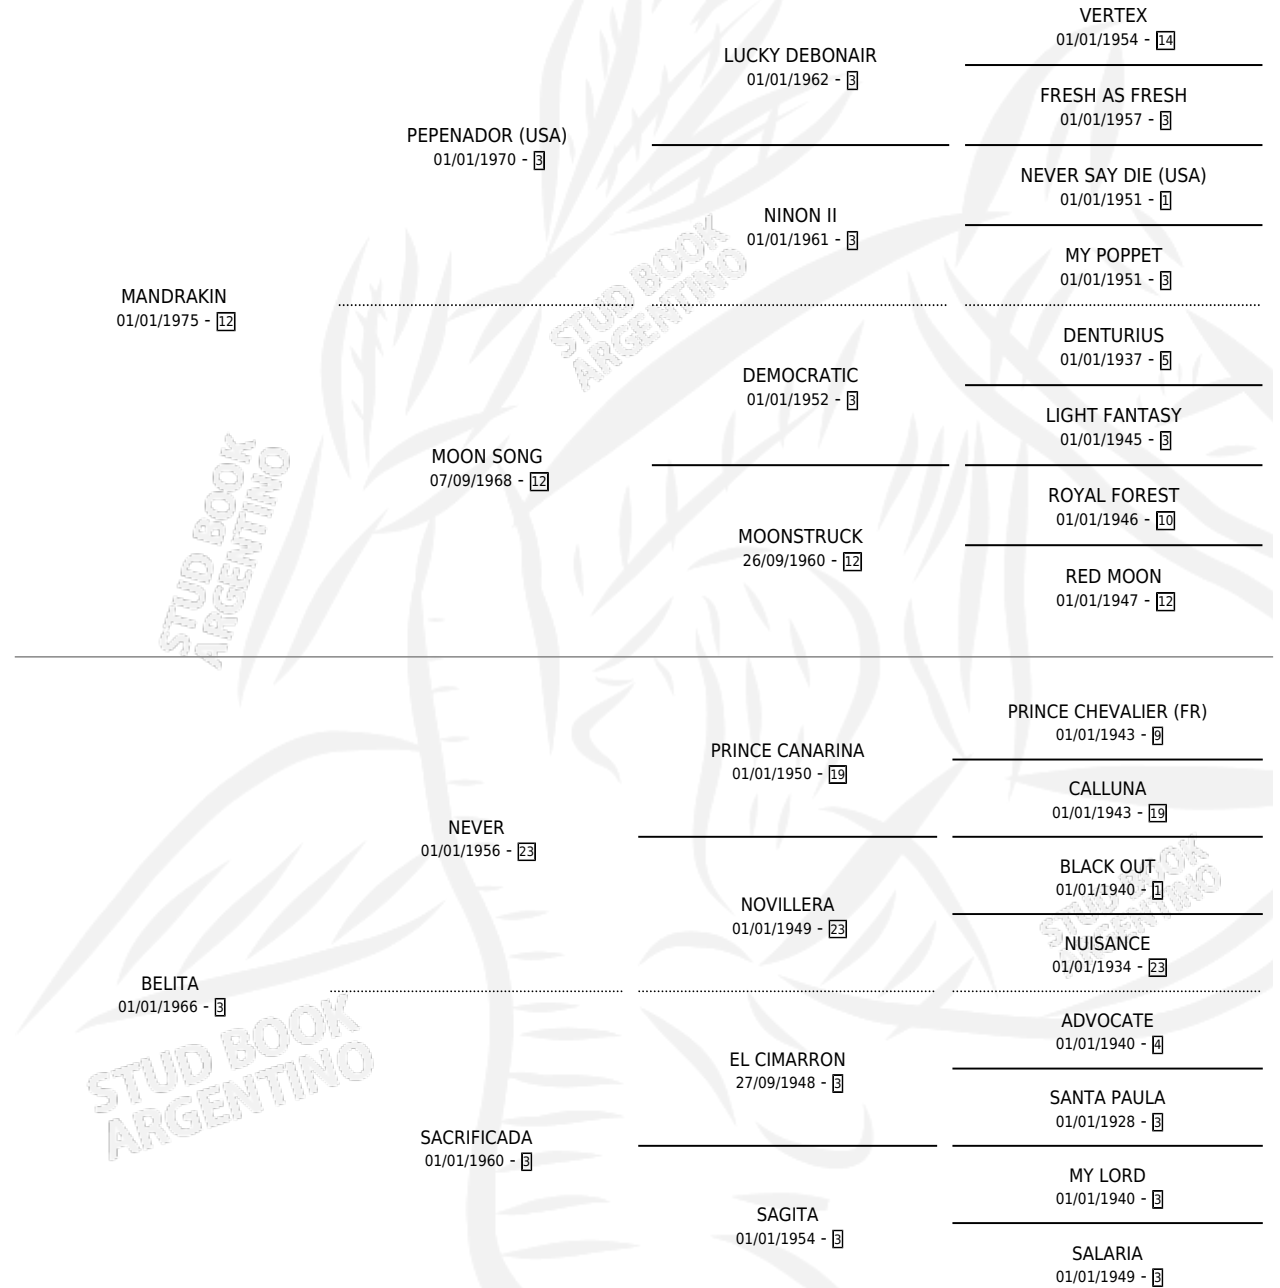 VERTEX
01/01/1954 - 14
LUCKY DEBONAIR
01/01/1962 - 3
FRESH AS FRESH
01/01/1957 - 3
PEPENADOR (USA)
01/01/1970 - 3
NEVER SAY DIE (USA)
01/01/1951 - 1
NINON II
01/01/1961 - 3
MY POPPET
01/01/1951 - 3
MANDRAKIN
01/01/1975 - 12
DENTURIUS
01/01/1937 - 5
DEMOCRATIC
01/01/1952 - 3
LIGHT FANTASY
01/01/1945 - 3
MOON SONG
07/09/1968 - 12
ROYAL FOREST
01/01/1946 - 10
MOONSTRUCK
26/09/1960 - 12
RED MOON
01/01/1947 - 12
PRINCE CHEVALIER (FR)
01/01/1943 - 9
PRINCE CANARINA
01/01/1950 - 19
CALLUNA
01/01/1943 - 19
NEVER
01/01/1956 - 23
BLACK OUT
01/01/1940 - 1
NOVILLERA
01/01/1949 - 23
NUISANCE
01/01/1934 - 23
BELITA
01/01/1966 - 3
ADVOCATE
01/01/1940 - 4
EL CIMARRON
27/09/1948 - 3
SANTA PAULA
01/01/1928 - 3
SACRIFICADA
01/01/1960 - 3
MY LORD
01/01/1940 - 3
SAGITA
01/01/1954 - 3
SALARIA
01/01/1949 - 3
STUD BOOK
ARGENTINO
STUD BOOK
ARGENTINO
STUD BOOK
ARGENTINO
STUD BOOK
ARGENTINO